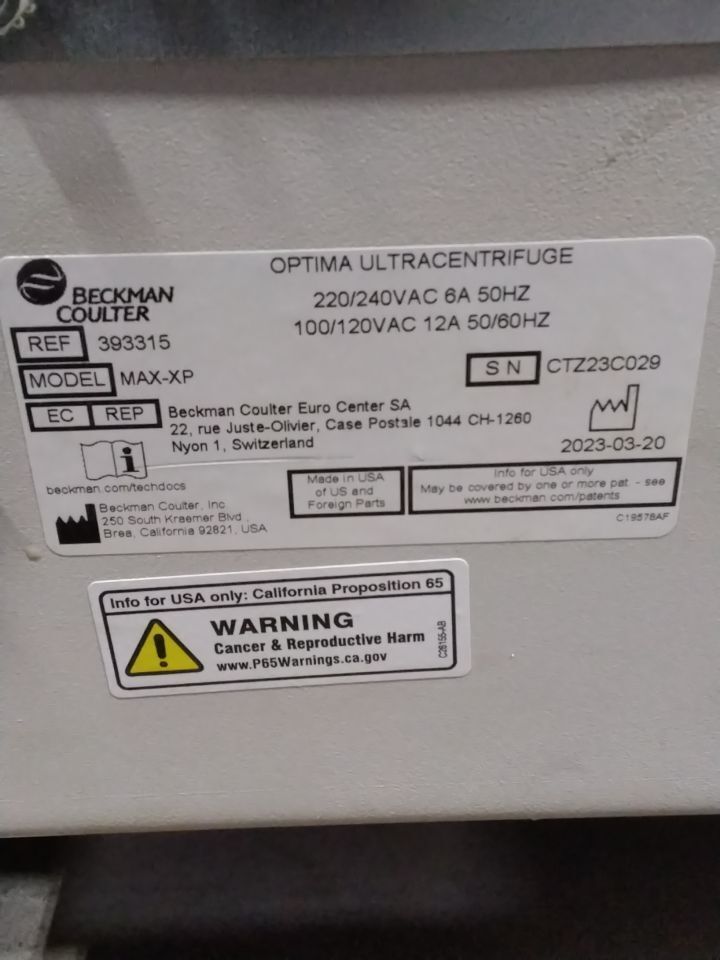 OPTIMA ULTRACENTRIFUGE
BECKMAN
COULTER
220/240VAC 6A 50HZ
100/120VAC 12A 50/60HZ
REF 393315
MODEL MAX-XP
S N CTZ23C029
EC REP Beckman Coulter Euro Center SA
22, rue Juste-Olivier, Case Postale 1044 CH-1260
Nyon 1, Switzerland
2023-03-20
i
beckman.com/techdocs
Made in USA
of US and
Foreign Parts
Info for USA only
May be covered by one or more pat. - see
www.beckman.com/patents
Beckman Coulter, Inc.
250 South Kraemer Blvd.
Brea, California 92821, USA
C19578AF
Info for USA only: California Proposition 65
WARNING
Cancer & Reproductive Harm
www.P65Warnings.ca.gov
C26155-AB